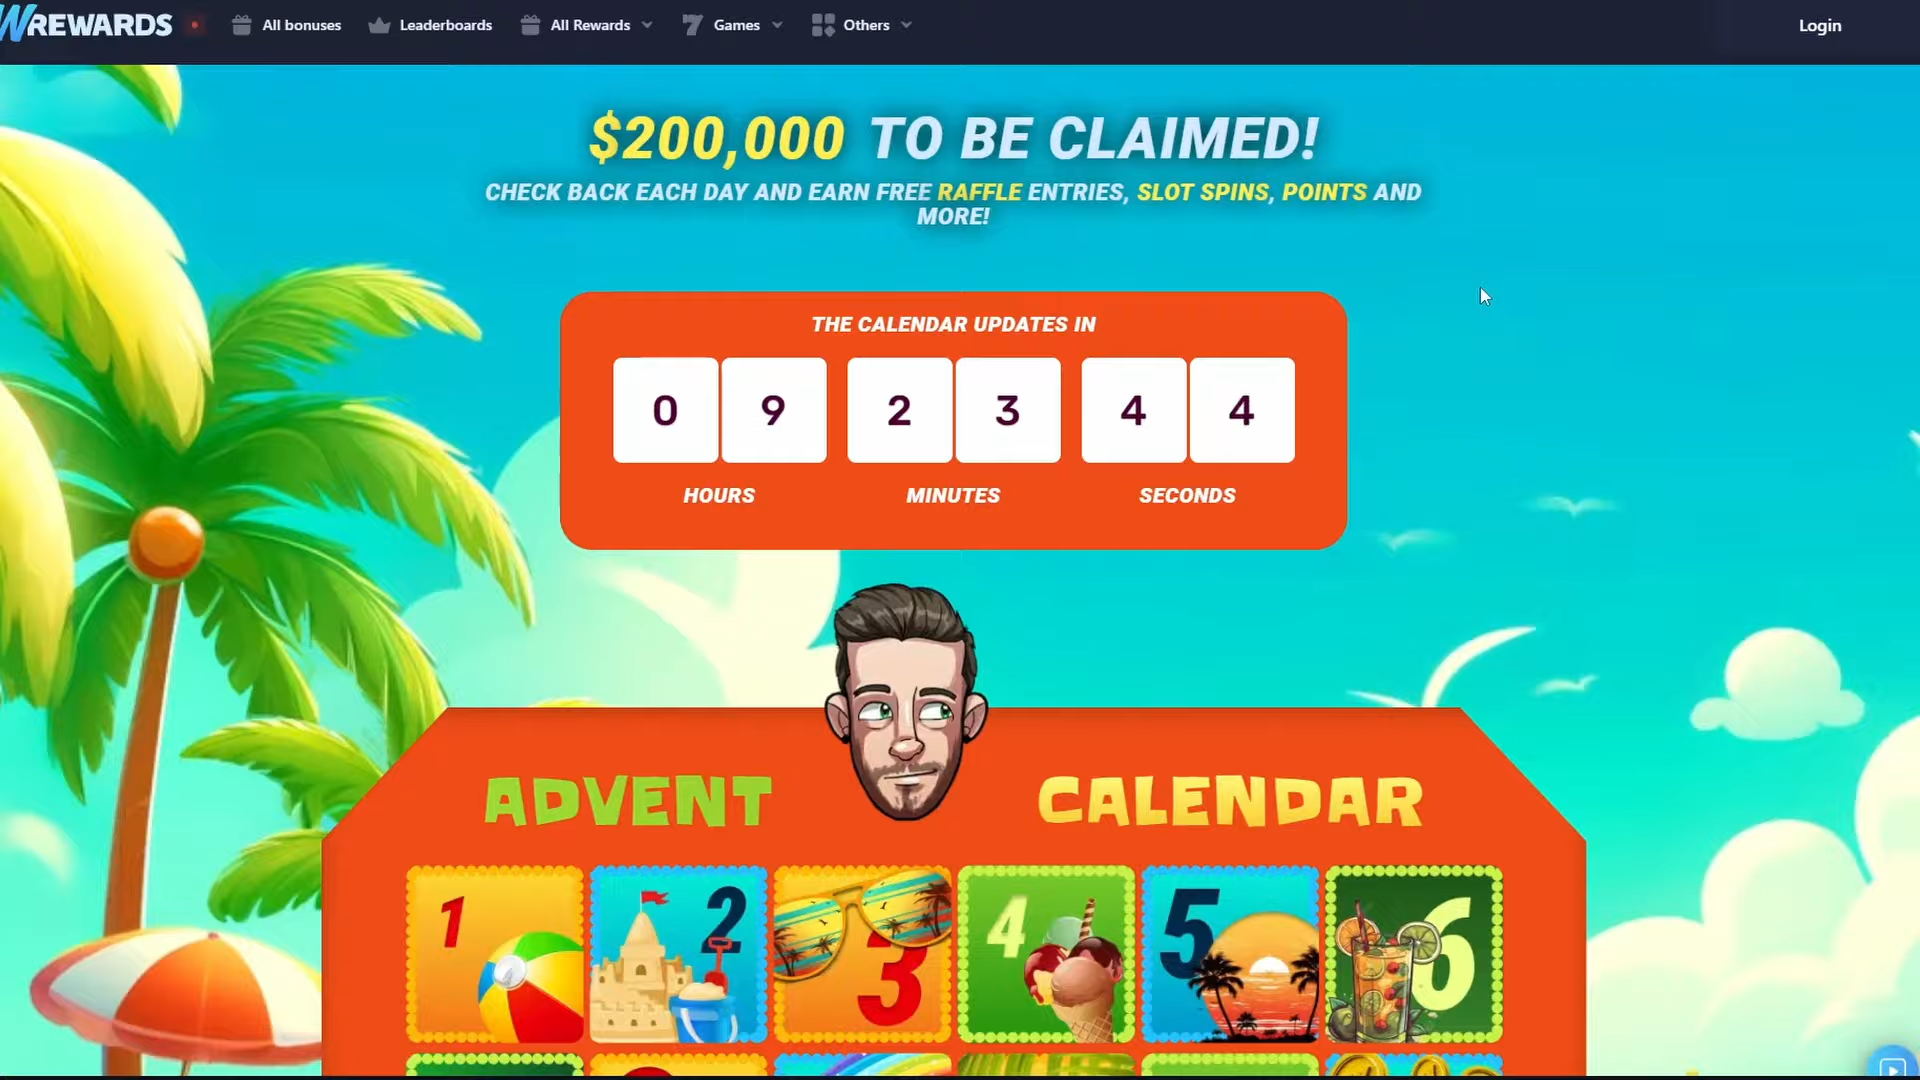 WREWARDS
All bonuses
Leaderboards
All Rewards
7 Games
Others
Login
$200,000 TO BE CLAIMED!
CHECK BACK EACH DAY AND EARN FREE RAFFLE ENTRIES, SLOT SPINS, POINTS AND
MORE!
THE CALENDAR UPDATES IN
0 9 2 3 4 4
HOURS MINUTES SECONDS
ADVENT CALENDAR
1 2 3 4 5 6